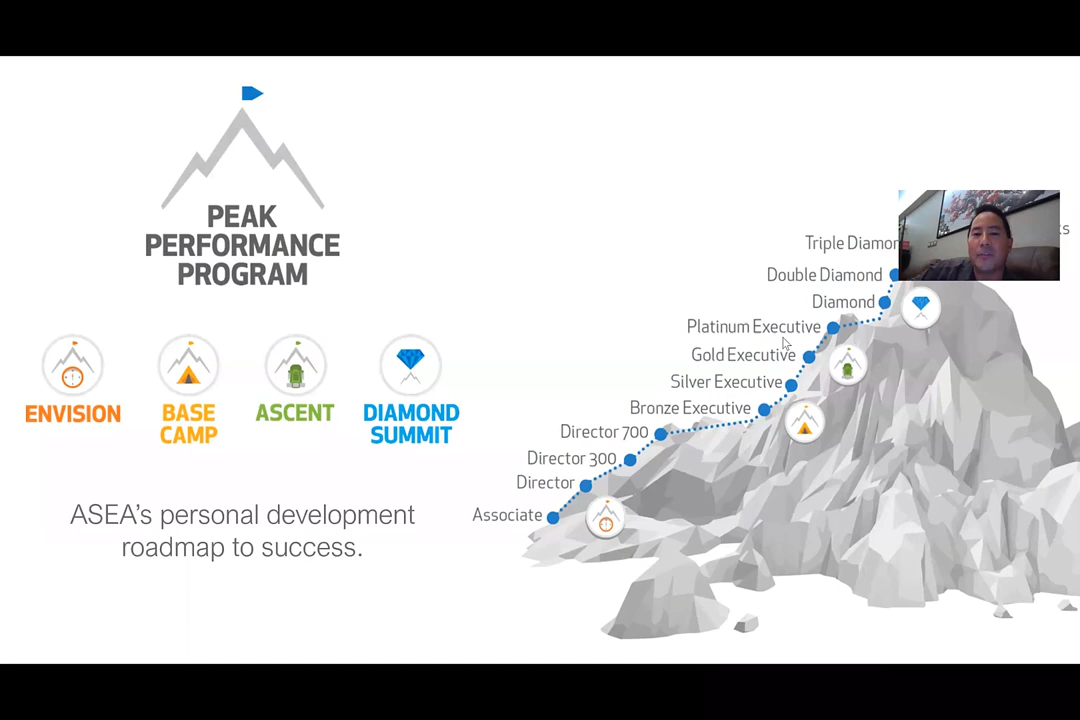 PEAK
PERFORMANCE
PROGRAM
ENVISION
BASE
CAMP
ASCENT
DIAMOND
SUMMIT
ASEA's personal development
roadmap to success.
Triple
Double Diamond
Diamond
Platinum Executive
Gold Executive
Silver Executive
Bronze Executive
Director 700
Director 300
Director
Associate